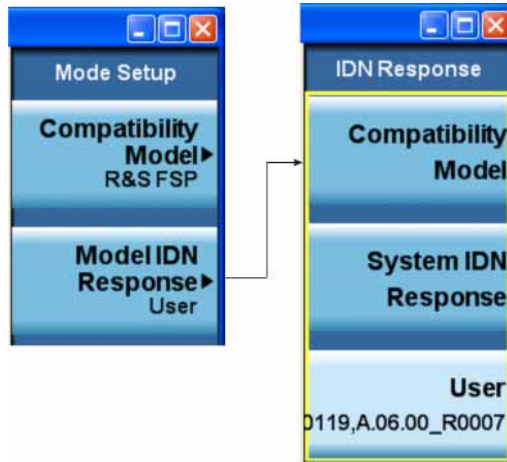 Mode Setup
Compatibility
Model
R&S FSP
Model IDN
Response
User
IDN Response
Compatibility
Model
System IDN
Response
User
0119,A.06.00_R0007